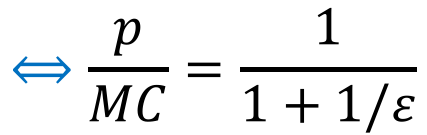 ⇔ p/MC = 1/(1 + 1/ε)